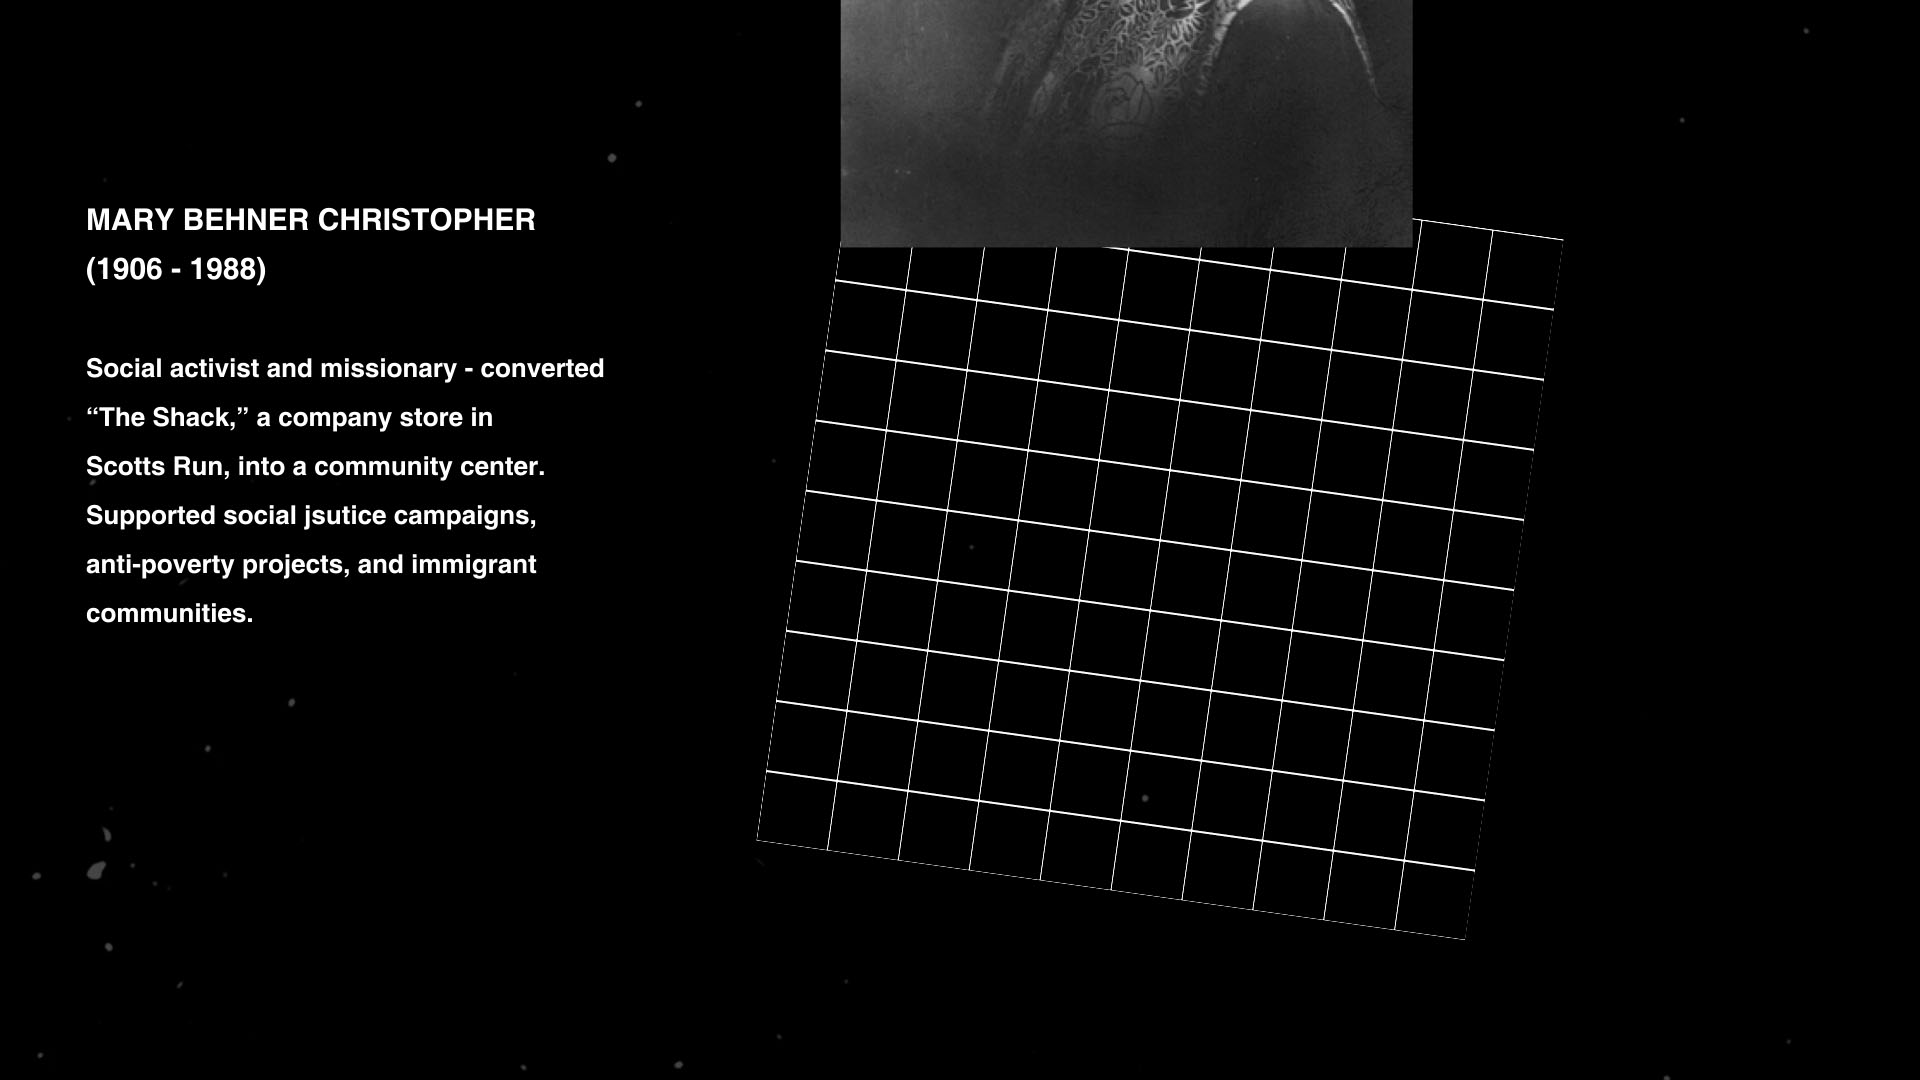 MARY BEHNER CHRISTOPHER
(1906 - 1988)
Social activist and missionary - converted
“The Shack,” a company store in
Scotts Run, into a community center.
Supported social jsutice campaigns,
anti-poverty projects, and immigrant
communities.